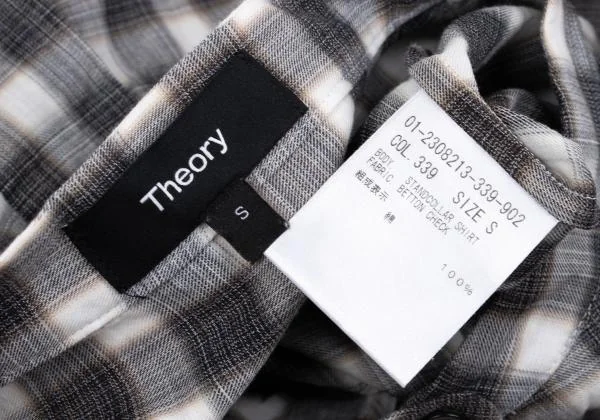 Theory
S
01-2308213-339-902
COL 339 SIZE S
BODY STANDCOLLAR SHIRT
FABRIC BETTON CHECK
組成表示
綿 100%